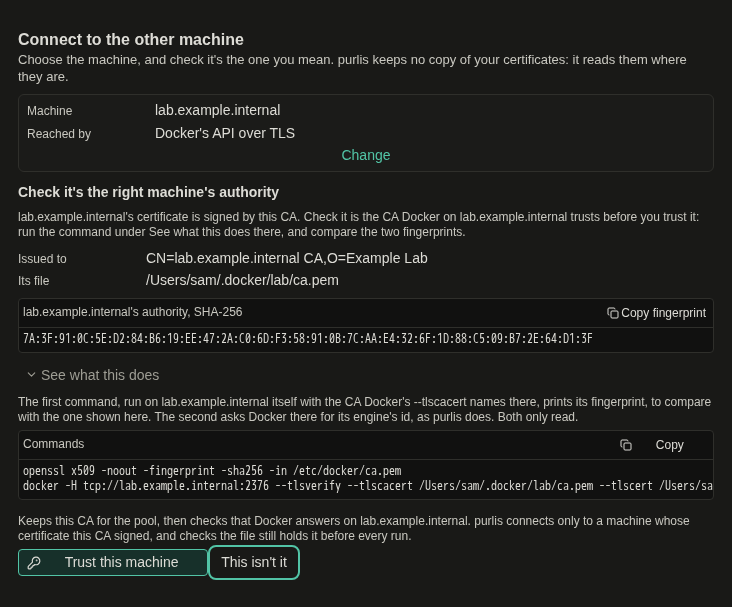 Connect to the other machine
Choose the machine, and check it's the one you mean. purlis keeps no copy of your certificates: it reads them where
they are.
Machine lab.example.internal
Reached by Docker's API over TLS
Change
Check it's the right machine's authority
lab.example.internal's certificate is signed by this CA. Check it is the CA Docker on lab.example.internal trusts before you trust it:
run the command under See what this does there, and compare the two fingerprints.
Issued to CN=lab.example.internal CA,O=Example Lab
Its file /Users/sam/.docker/lab/ca.pem
lab.example.internal's authority, SHA-256 Copy fingerprint
7A:3F:91:0C:5E:D2:84:B6:19:EE:47:2A:C0:6D:F3:58:91:0B:7C:AA:E4:32:6F:1D:88:C5:09:B7:2E:64:D1:3F
See what this does
The first command, run on lab.example.internal itself with the CA Docker's --tlscacert names there, prints its fingerprint, to compare
with the one shown here. The second asks Docker there for its engine's id, as purlis does. Both only read.
Commands Copy
openssl x509 -noout -fingerprint -sha256 -in /etc/docker/ca.pem
docker -H tcp://lab.example.internal:2376 --tlsverify --tlscacert /Users/sam/.docker/lab/ca.pem --tlscert /Users/sa
Keeps this CA for the pool, then checks that Docker answers on lab.example.internal. purlis connects only to a machine whose
certificate this CA signed, and checks the file still holds it before every run.
Trust this machine This isn't it